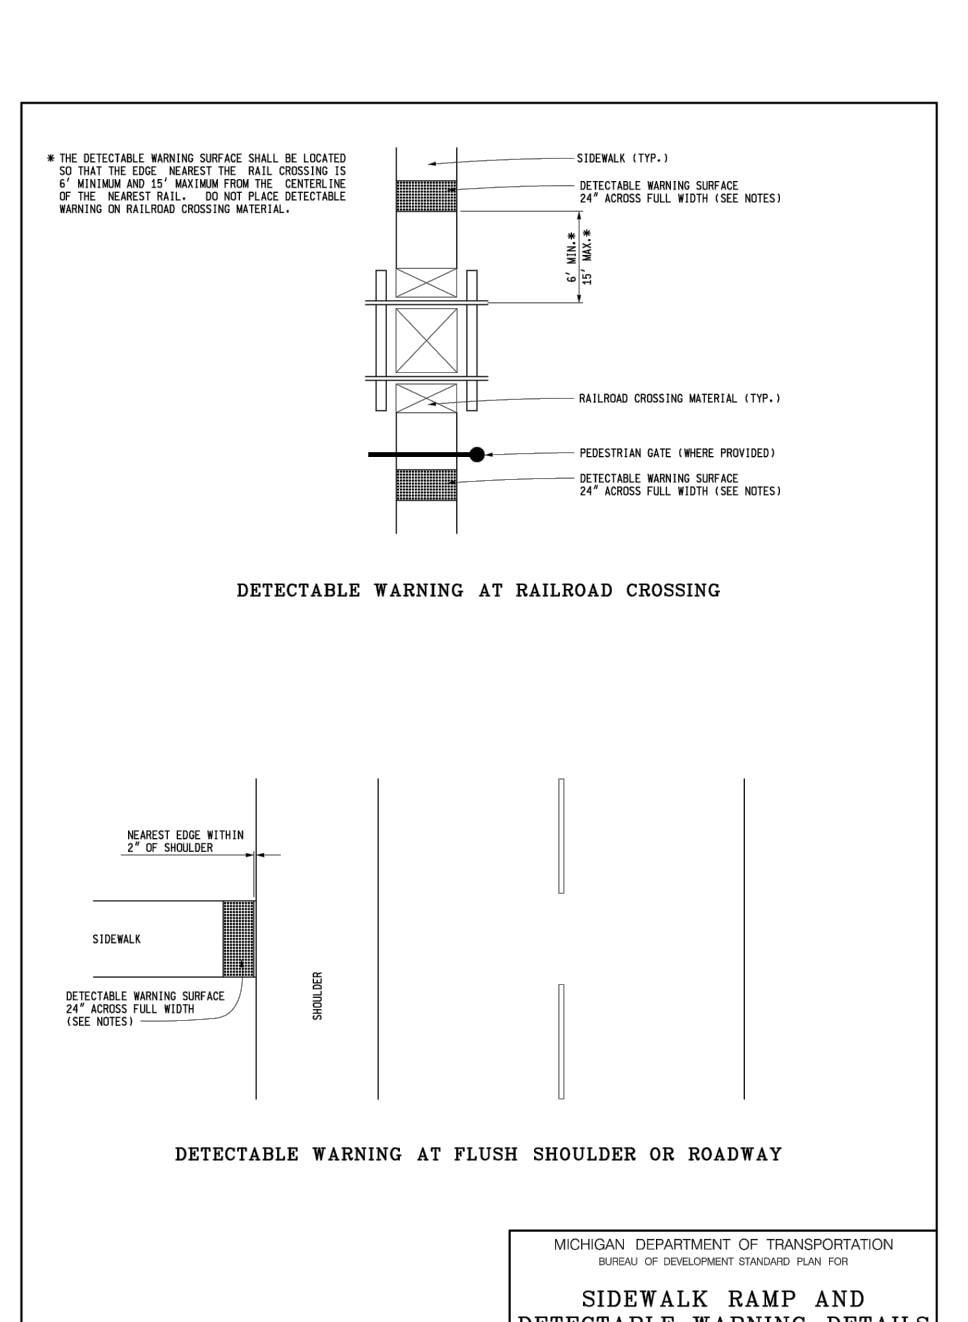 * THE DETECTABLE WARNING SURFACE SHALL BE LOCATED
SO THAT THE EDGE NEAREST THE RAIL CROSSING IS
6' MINIMUM AND 15' MAXIMUM FROM THE CENTERLINE
OF THE NEAREST RAIL. DO NOT PLACE DETECTABLE
WARNING ON RAILROAD CROSSING MATERIAL.
SIDEWALK (TYP.)
DETECTABLE WARNING SURFACE
24" ACROSS FULL WIDTH (SEE NOTES)
6' MIN.*
15' MAX.*
RAILROAD CROSSING MATERIAL (TYP.)
PEDESTRIAN GATE (WHERE PROVIDED)
DETECTABLE WARNING SURFACE
24" ACROSS FULL WIDTH (SEE NOTES)
DETECTABLE WARNING AT RAILROAD CROSSING
NEAREST EDGE WITHIN
2" OF SHOULDER
SIDEWALK
DETECTABLE WARNING SURFACE
24" ACROSS FULL WIDTH
(SEE NOTES)
SHOULDER
DETECTABLE WARNING AT FLUSH SHOULDER OR ROADWAY
MICHIGAN DEPARTMENT OF TRANSPORTATION
BUREAU OF DEVELOPMENT STANDARD PLAN FOR
SIDEWALK RAMP AND
DETECTABLE WARNING DETAILS